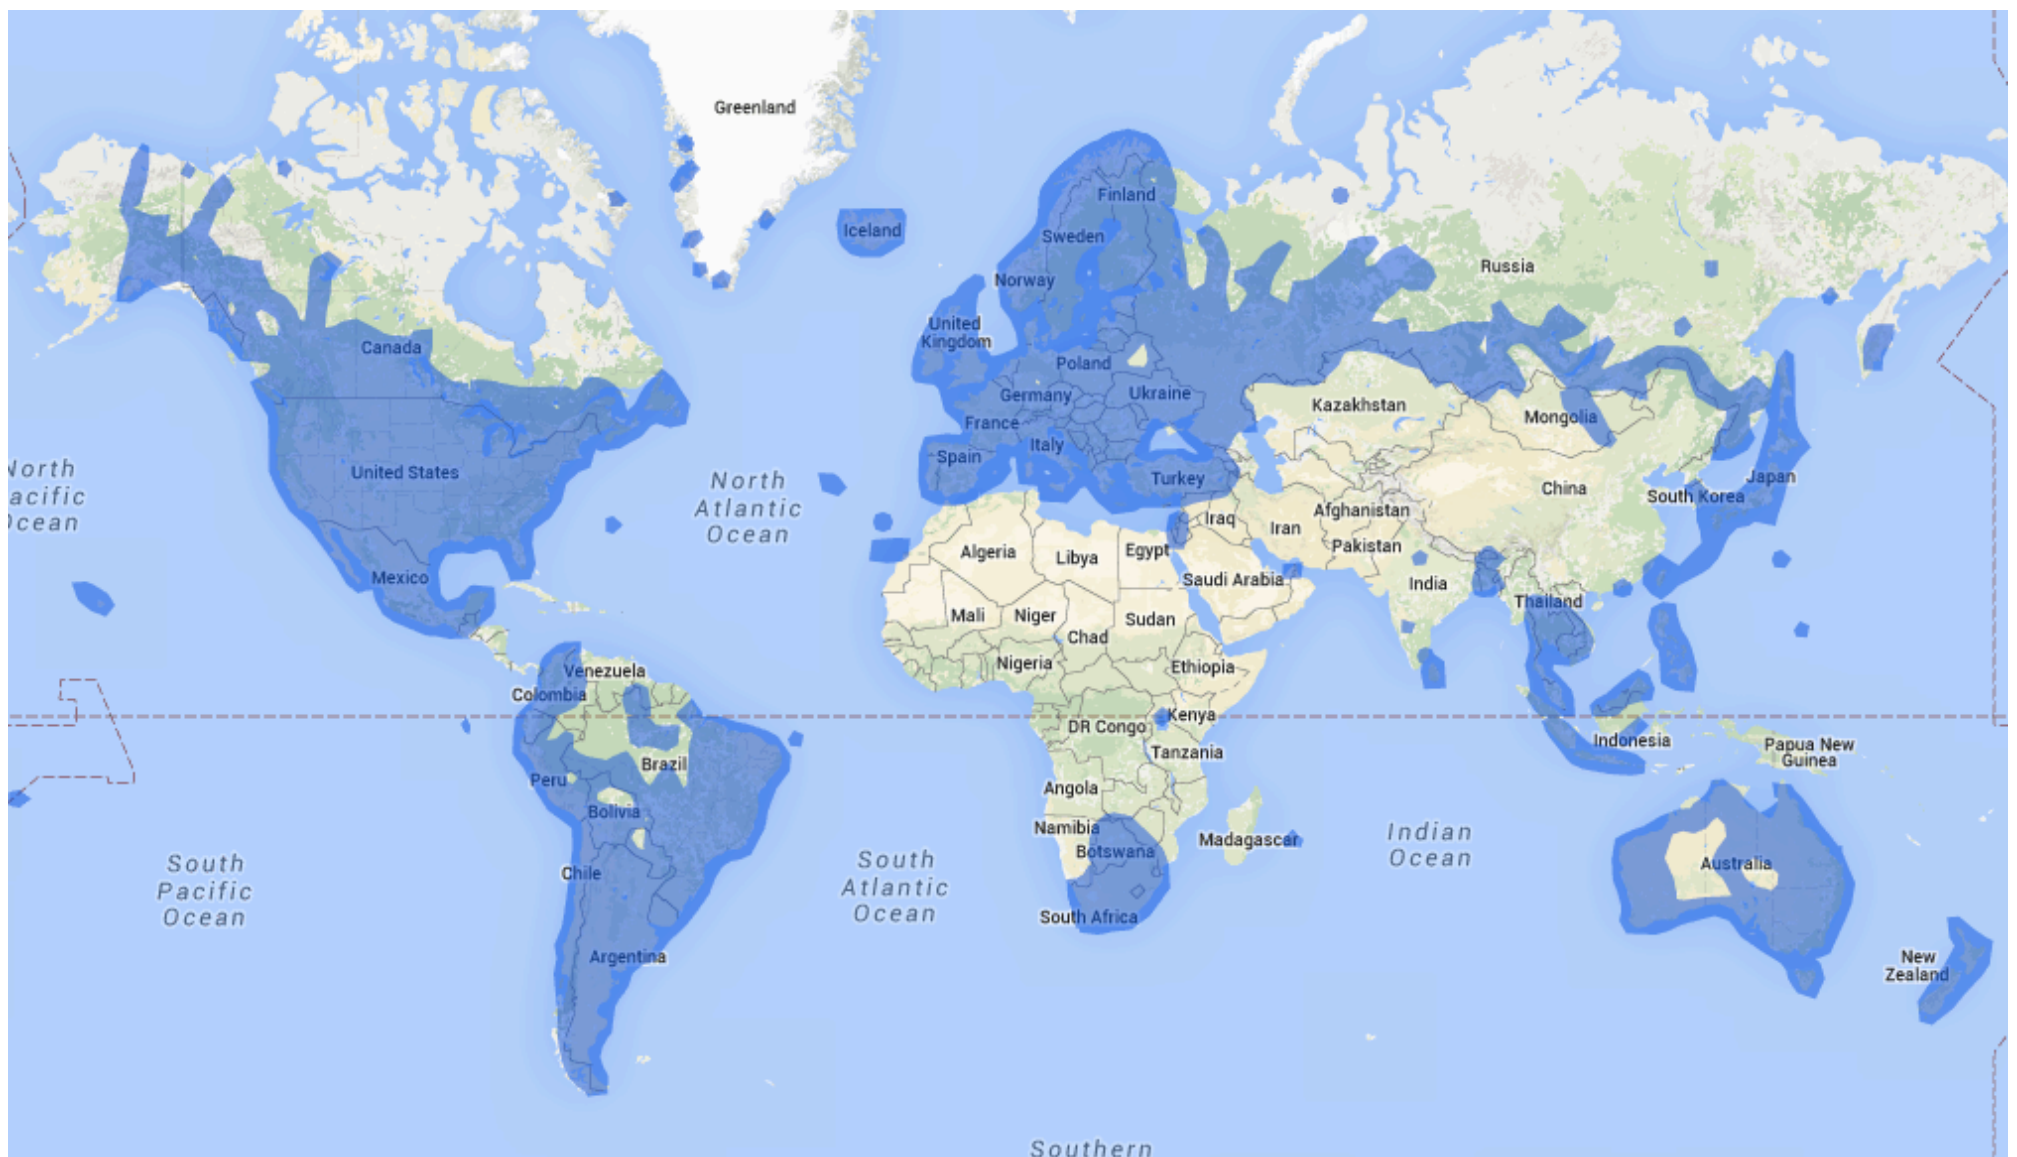 Greenland
Finland
Iceland
Sweden
Russia
Norway
United
Kingdom
Canada
Poland
Germany
Ukraine
Kazakhstan
Mongolia
France
Italy
Spain
United States
Turkey
Japan
North
Pacific
Ocean
North
Atlantic
Ocean
China
South Korea
Iraq
Iran
Afghanistan
Pakistan
Algeria
Libya
Egypt
Saudi Arabia
India
Mexico
Thailand
Mali
Niger
Chad
Sudan
Nigeria
Ethiopia
Venezuela
Colombia
DR Congo
Kenya
Tanzania
Indonesia
Papua New
Guinea
Brazil
Peru
Bolivia
Angola
Namibia
Botswana
Madagascar
Indian
Ocean
Australia
South
Pacific
Ocean
Chile
South
Atlantic
Ocean
South Africa
Argentina
New
Zealand
Southern